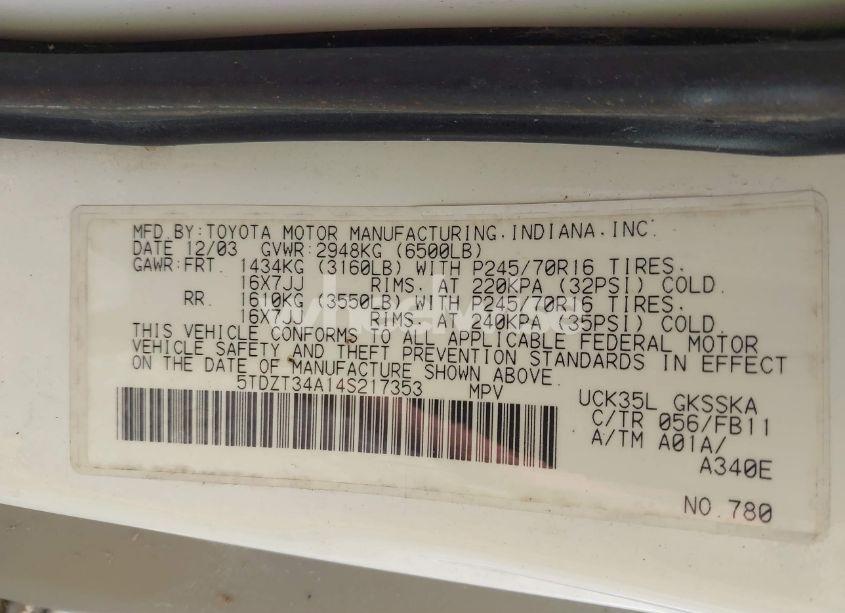 MFD.BY:TOYOTA MOTOR MANUFACTURING.INDIANA.INC.
DATE 12/03 GVWR:2948KG (6500LB)
GAWR:FRT. 1434KG (3160LB) WITH P245/70R16 TIRES.
16X7JJ RIMS. AT 220KPA (32PSI) COLD.
RR. 1610KG (3550LB) WITH P245/70R16 TIRES.
16X7JJ RIMS. AT 240KPA (35PSI) COLD.
THIS VEHICLE CONFORMS TO ALL APPLICABLE FEDERAL MOTOR
VEHICLE SAFETY AND THEFT PREVENTION STANDARDS IN EFFECT
ON THE DATE OF MANUFACTURE SHOWN ABOVE.
5TDZT34A14S217353 MPV
UCK35L GKSSKA
C/TR 056/FB11
A/TM A01A/
A340E
NO.780